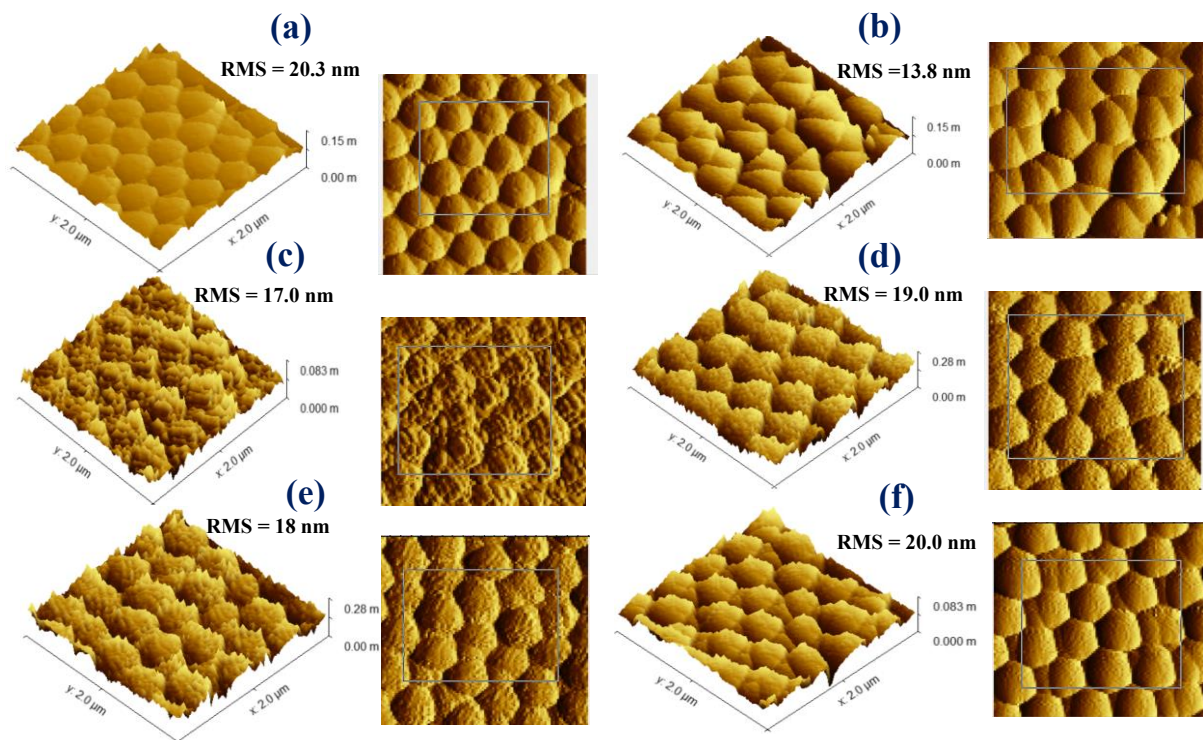 (a)
RMS = 20.3 nm
0.15 m
0.00 m
y: 2.0 µm
x: 2.0 µm
(b)
RMS =13.8 nm
0.15 m
0.00 m
y: 2.0 µm
x: 2.0 µm
(c)
RMS = 17.0 nm
0.083 m
0.000 m
y: 2.0 µm
x: 2.0 µm
(d)
RMS = 19.0 nm
0.28 m
0.00 m
y: 2.0 µm
x: 2.0 µm
(e)
RMS = 18 nm
0.28 m
0.00 m
y: 2.0 µm
x: 2.0 µm
(f)
RMS = 20.0 nm
0.083 m
0.000 m
y: 2.0 µm
x: 2.0 µm